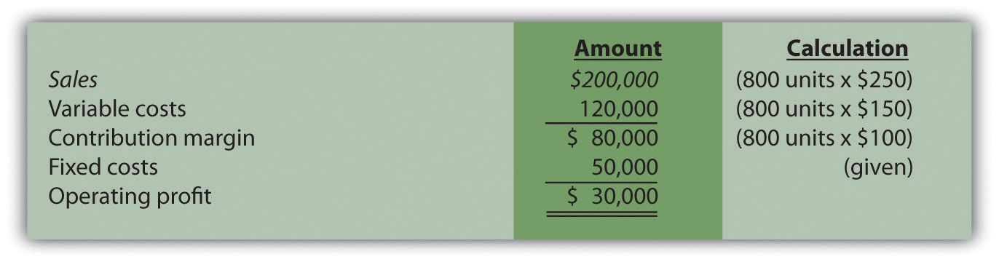 Amount Calculation
Sales $200,000 (800 units x $250)
Variable costs 120,000 (800 units x $150)
Contribution margin $ 80,000 (800 units x $100)
Fixed costs 50,000 (given)
Operating profit $ 30,000